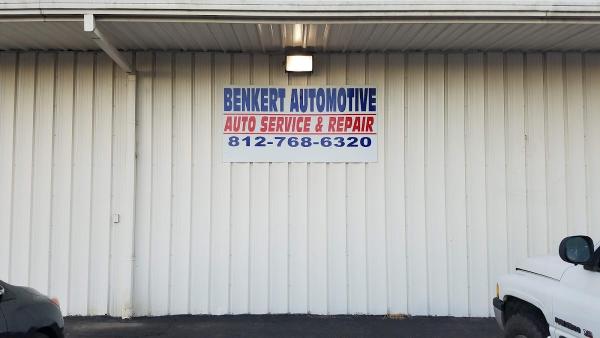 BENKERT AUTOMOTIVE
AUTO SERVICE & REPAIR
812-768-6320